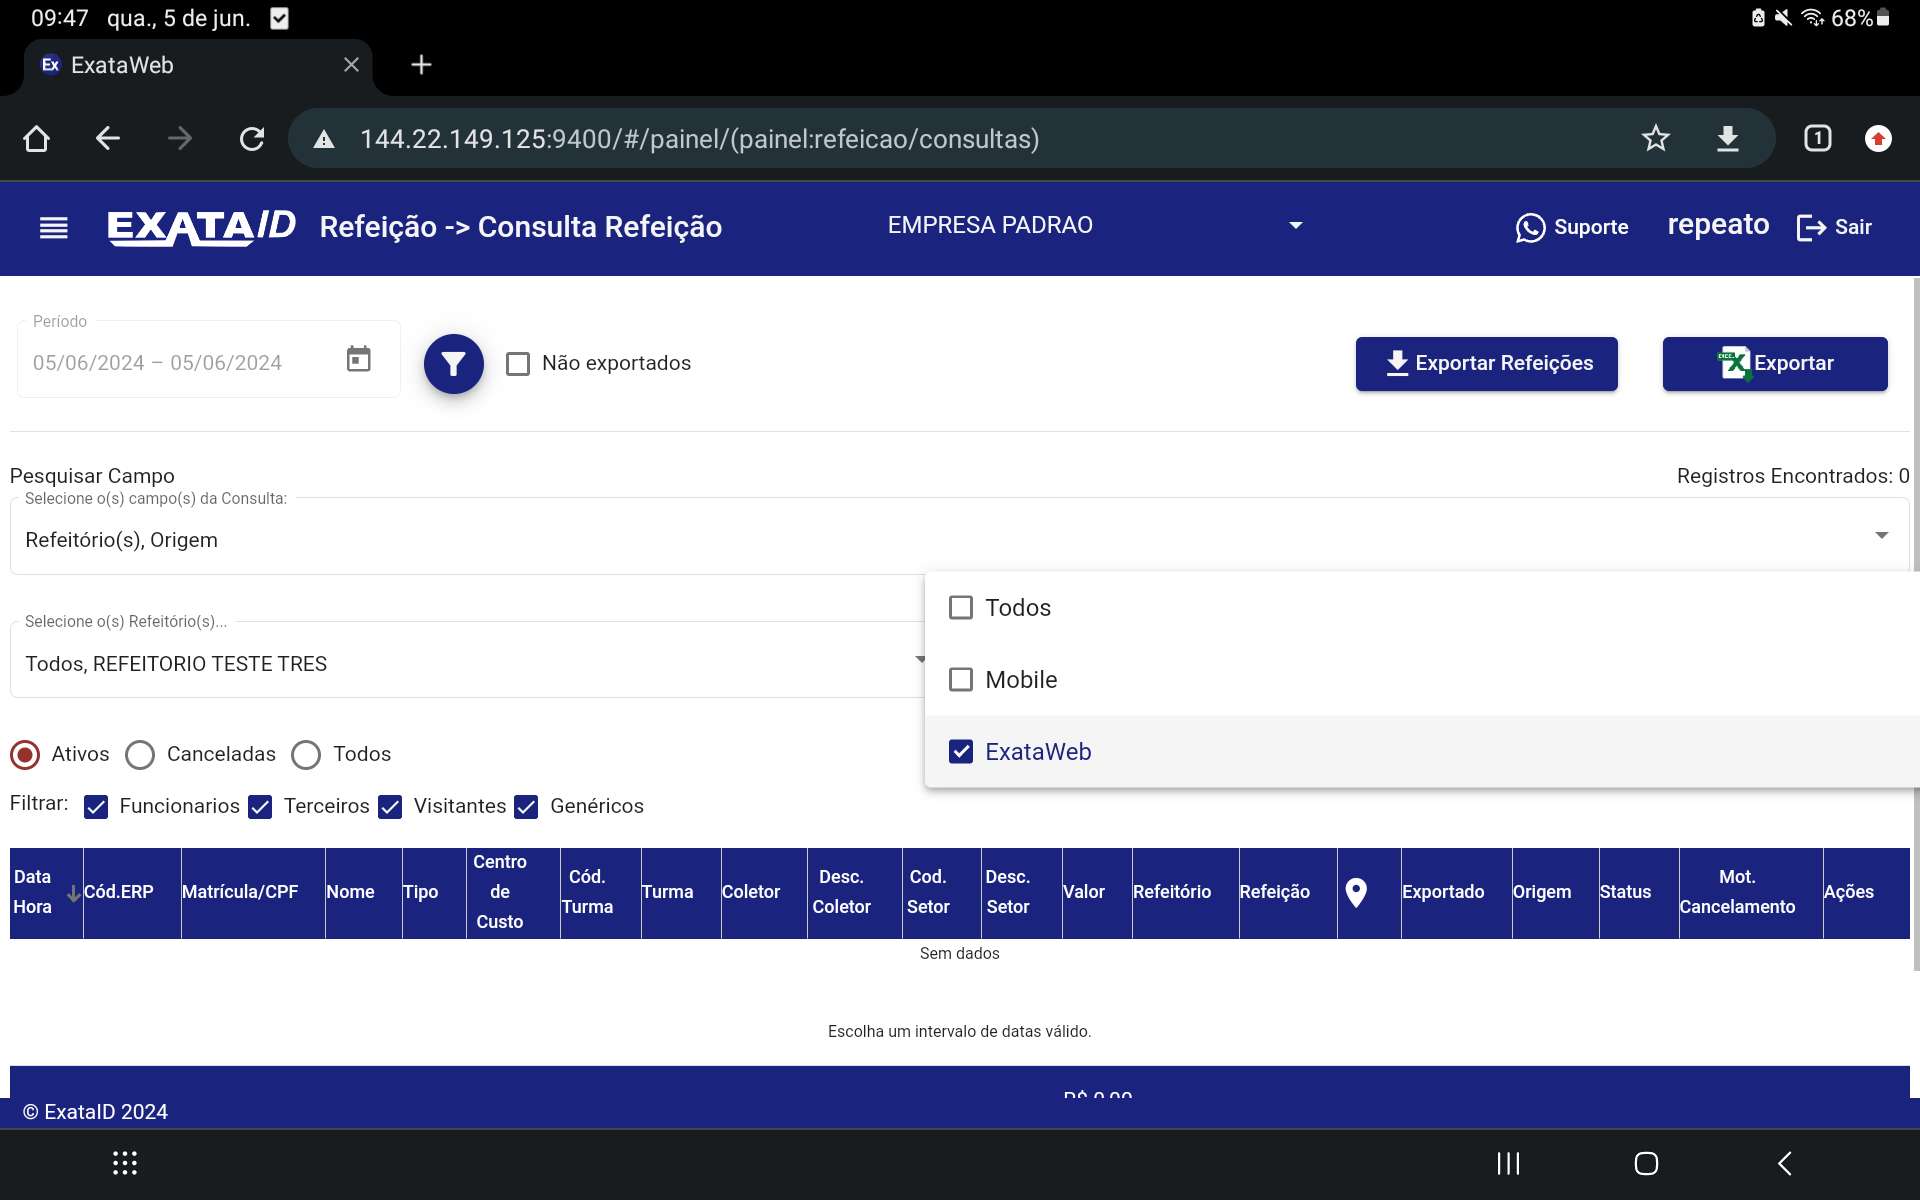 09:47 qua., 5 de jun. 68%
Ex ExataWeb
144.22.149.125:9400/#/painel/(painel:refeicao/consultas) 1
EXATAID Refeição -> Consulta Refeição EMPRESA PADRAO Suporte repeato Sair
Período
05/06/2024 – 05/06/2024 Não exportados Exportar Refeições Exportar
Pesquisar Campo Registros Encontrados: 0
Selecione o(s) campo(s) da Consulta:
Refeitório(s), Origem
Todos
Selecione o(s) Refeitório(s)...
Todos, REFEITORIO TESTE TRES
Mobile
ExataWeb
Ativos Canceladas Todos
Filtrar: Funcionarios Terceiros Visitantes Genéricos
Data Hora Cód.ERP Matrícula/CPF Nome Tipo Centro de Custo Cód. Turma Turma Coletor Desc. Coletor Cod. Setor Desc. Setor Valor Refeitório Refeição Exportado Origem Status Mot. Cancelamento Ações
Sem dados
Escolha um intervalo de datas válido.
R$ 0,00
© ExataID 2024